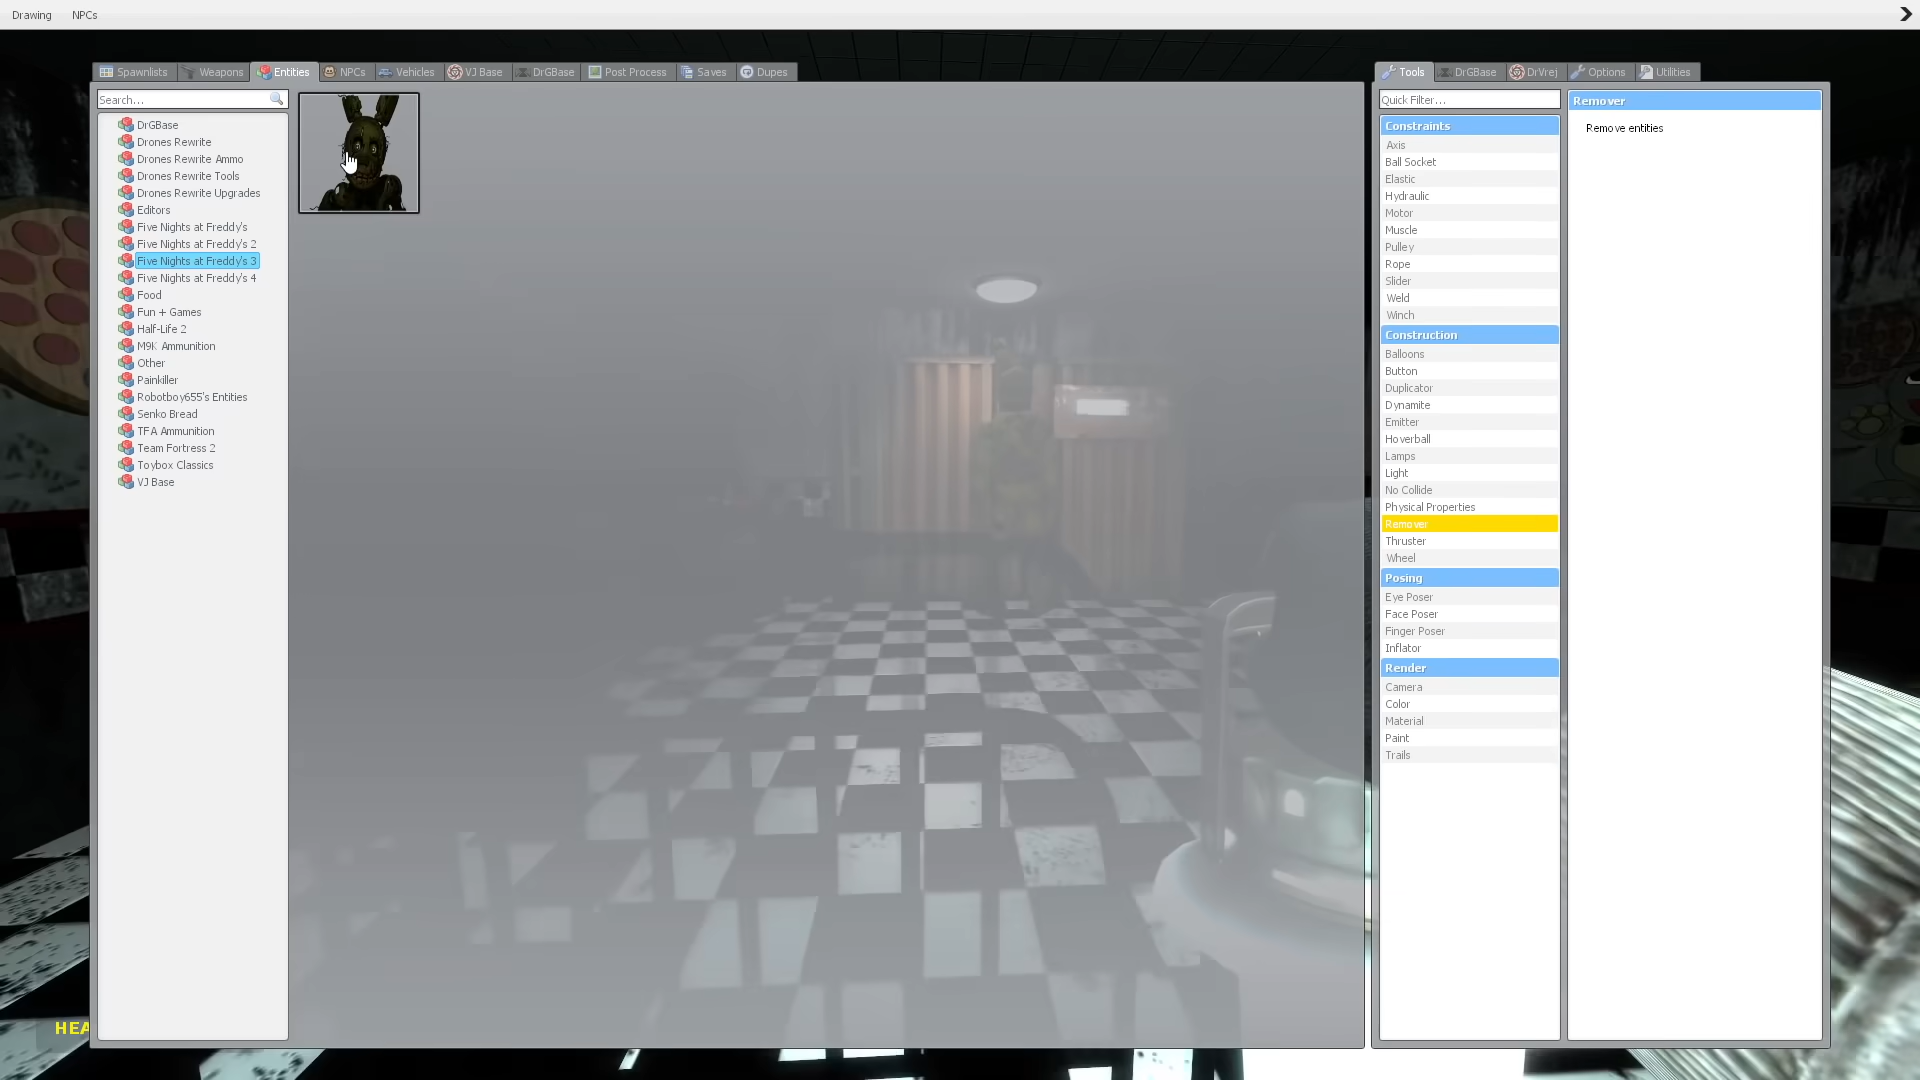 Drawing NPCs
Spawnlists Weapons Entities NPCs Vehicles VJ Base DrGBase Post Process Saves Dupes
Search...
DrGBase
Drones Rewrite
Drones Rewrite Ammo
Drones Rewrite Tools
Drones Rewrite Upgrades
Editors
Five Nights at Freddy's
Five Nights at Freddy's 2
Five Nights at Freddy's 3
Five Nights at Freddy's 4
Food
Fun + Games
Half-Life 2
M9K Ammunition
Other
Painkiller
Robotboy655's Entities
Senko Bread
TFA Ammunition
Team Fortress 2
Toybox Classics
VJ Base
HEA
Tools DrGBase DrVrej Options Utilities
Quick Filter...
Constraints
Axis
Ball Socket
Elastic
Hydraulic
Motor
Muscle
Pulley
Rope
Slider
Weld
Winch
Construction
Balloons
Button
Duplicator
Dynamite
Emitter
Hoverball
Lamps
Light
No Collide
Physical Properties
Remover
Thruster
Wheel
Posing
Eye Poser
Face Poser
Finger Poser
Inflator
Render
Camera
Color
Material
Paint
Trails
Remover
Remove entities